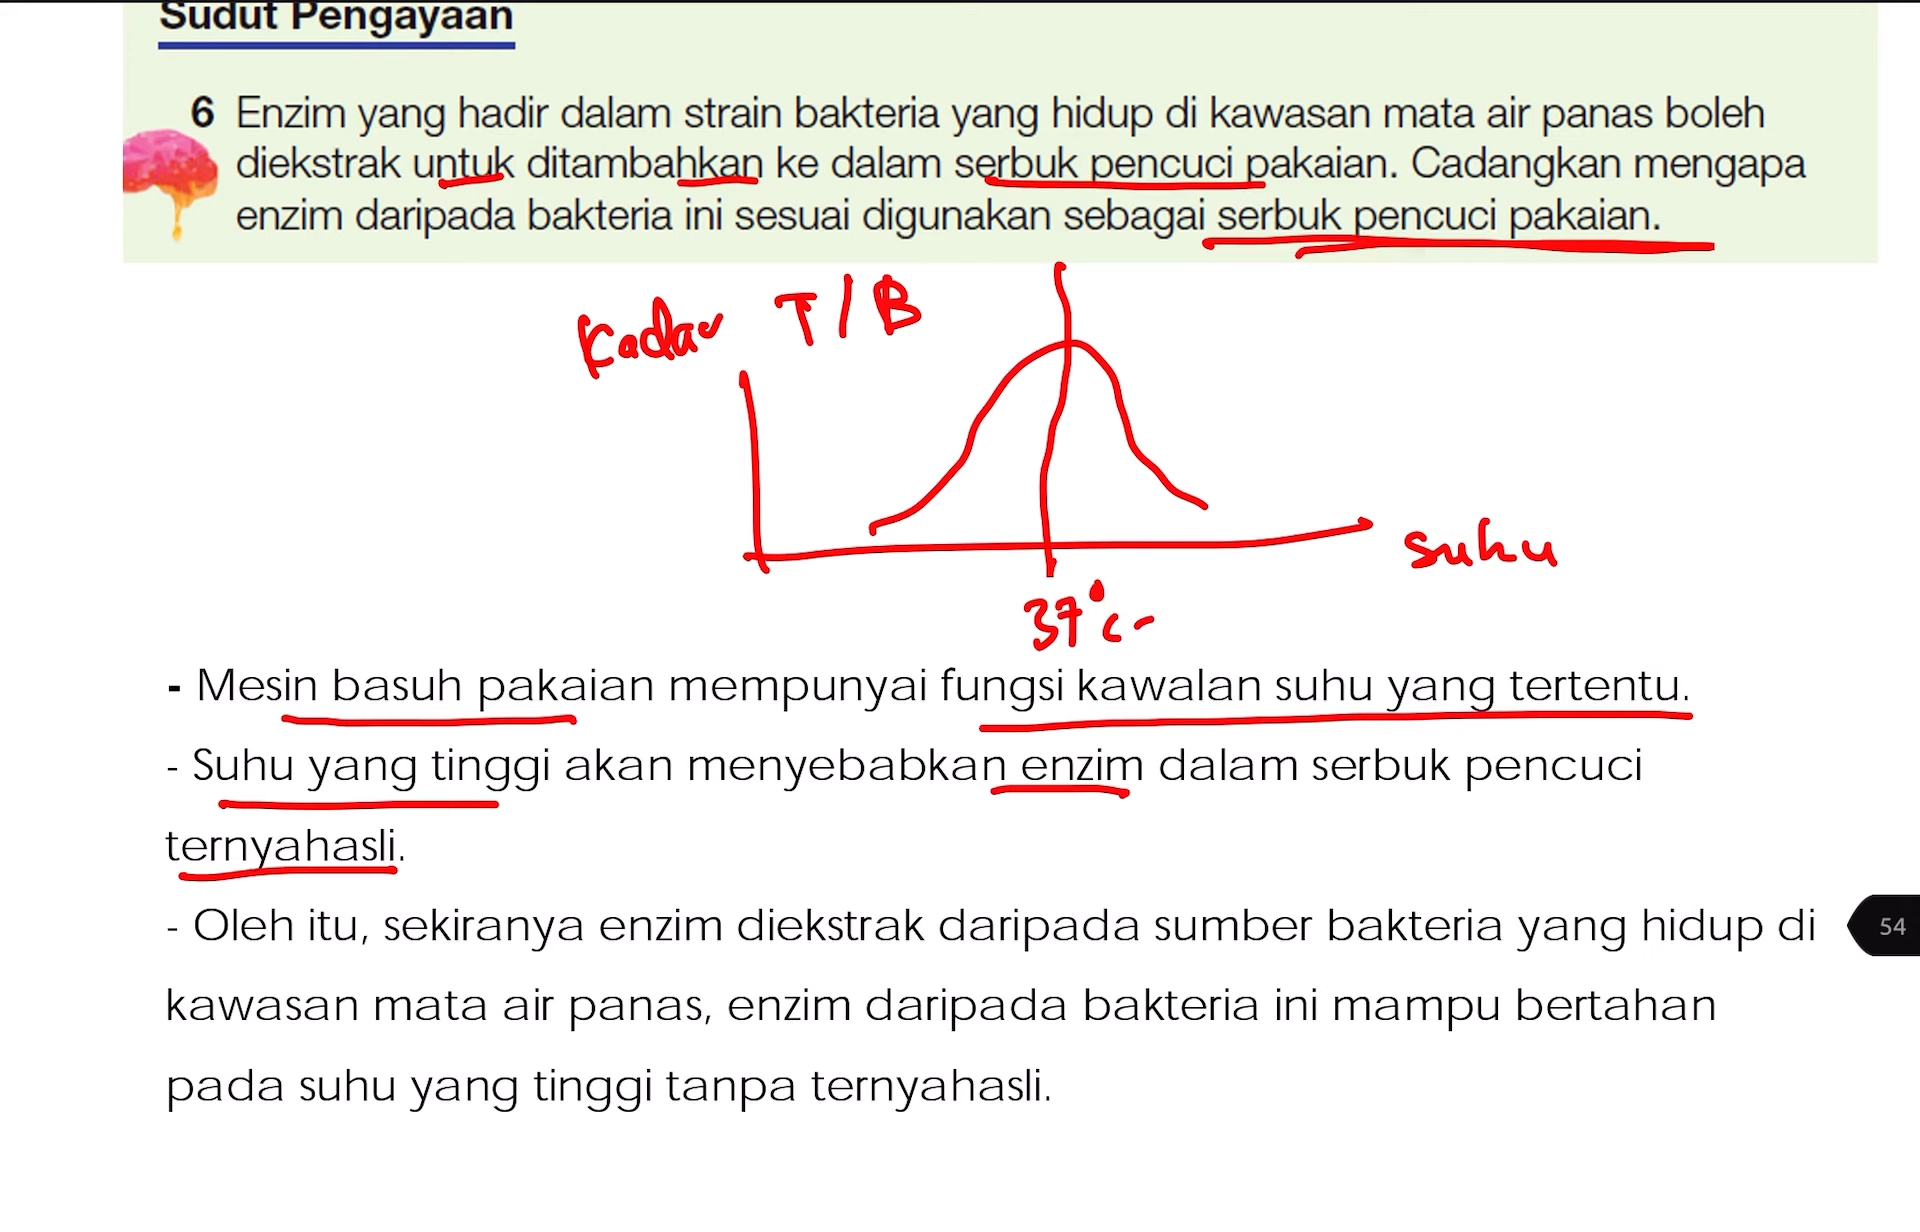 Sudut Pengayaan
6 Enzim yang hadir dalam strain bakteria yang hidup di kawasan mata air panas boleh
diekstrak untuk ditambahkan ke dalam serbuk pencuci pakaian. Cadangkan mengapa
enzim daripada bakteria ini sesuai digunakan sebagai serbuk pencuci pakaian.
Kadar T/B
suhu
37°C
- Mesin basuh pakaian mempunyai fungsi kawalan suhu yang tertentu.
- Suhu yang tinggi akan menyebabkan enzim dalam serbuk pencuci
ternyahasli.
- Oleh itu, sekiranya enzim diekstrak daripada sumber bakteria yang hidup di
54
kawasan mata air panas, enzim daripada bakteria ini mampu bertahan
pada suhu yang tinggi tanpa ternyahasli.